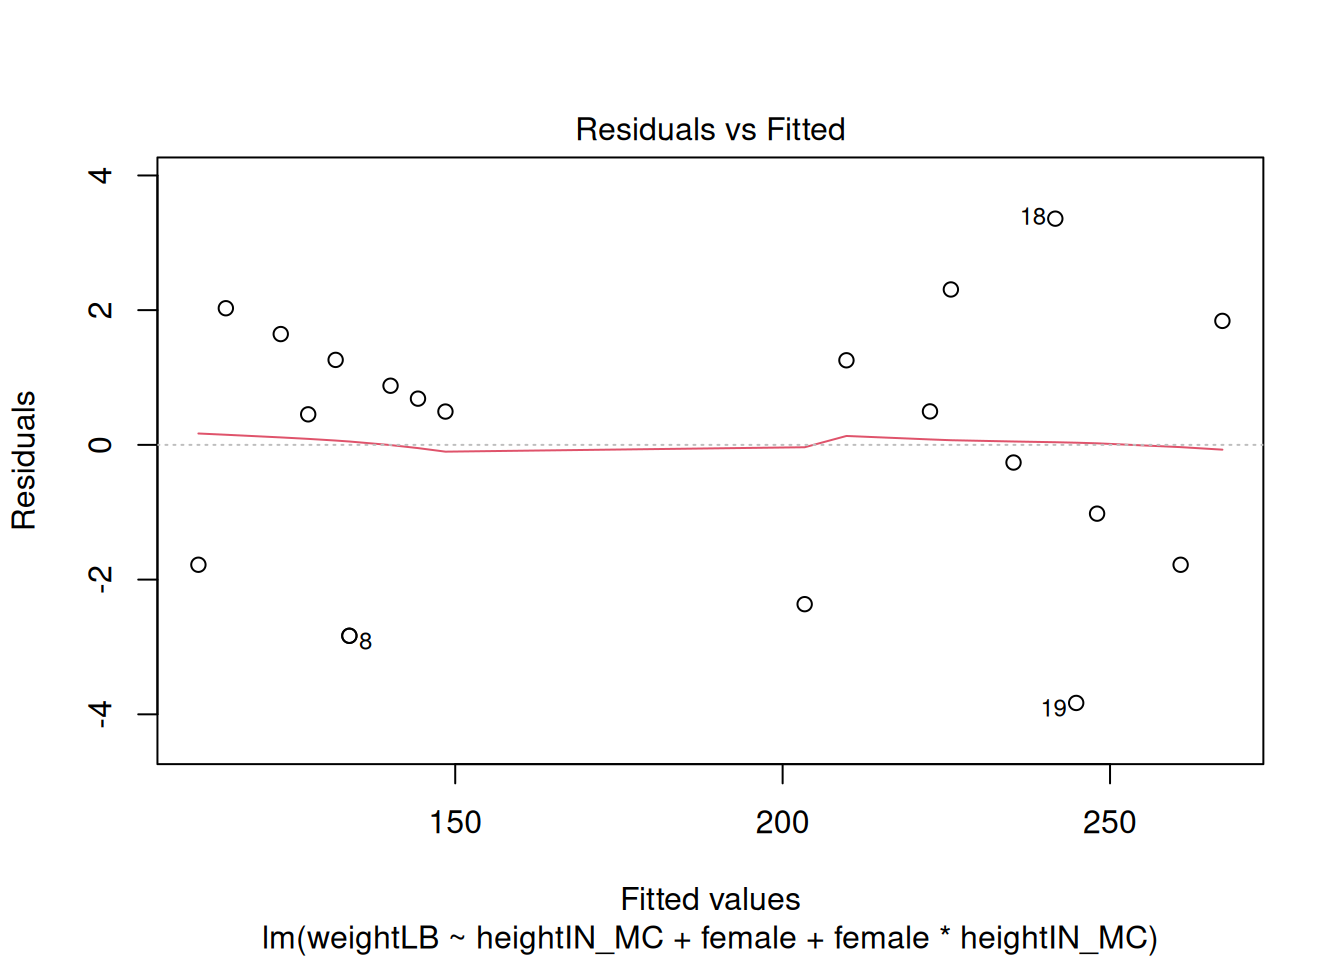 Residuals vs Fitted
Residuals
4
2
0
-2
-4
18
8
19
150 200 250
Fitted values
lm(weightLB ~ heightIN_MC + female + female * heightIN_MC)